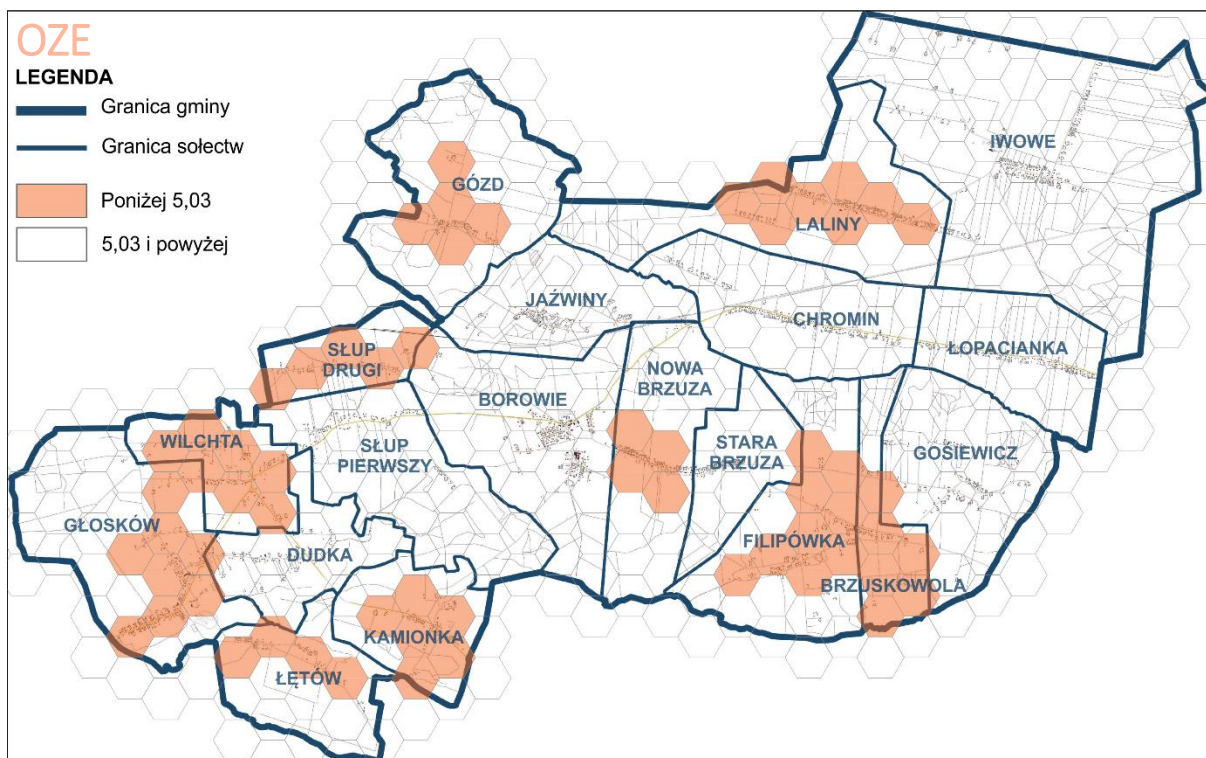 OZE
LEGENDA
Granica gminy
Granica sołectw
Poniżej 5,03
5,03 i powyżej
IWOWE
GÓZD
LALINY
JAŹWINY
CHROMIN
ŁOPACIANKA
SŁUP
DRUGI
NOWA
BRZUZA
BOROWIE
WILCHTA
SŁUP
PIERWSZY
STARA
BRZUZA
GOSIEWICZ
GŁOSKÓW
DUDKA
FILIPÓWKA
BRZUSKOWOLA
KAMIONKA
ŁĘTÓW